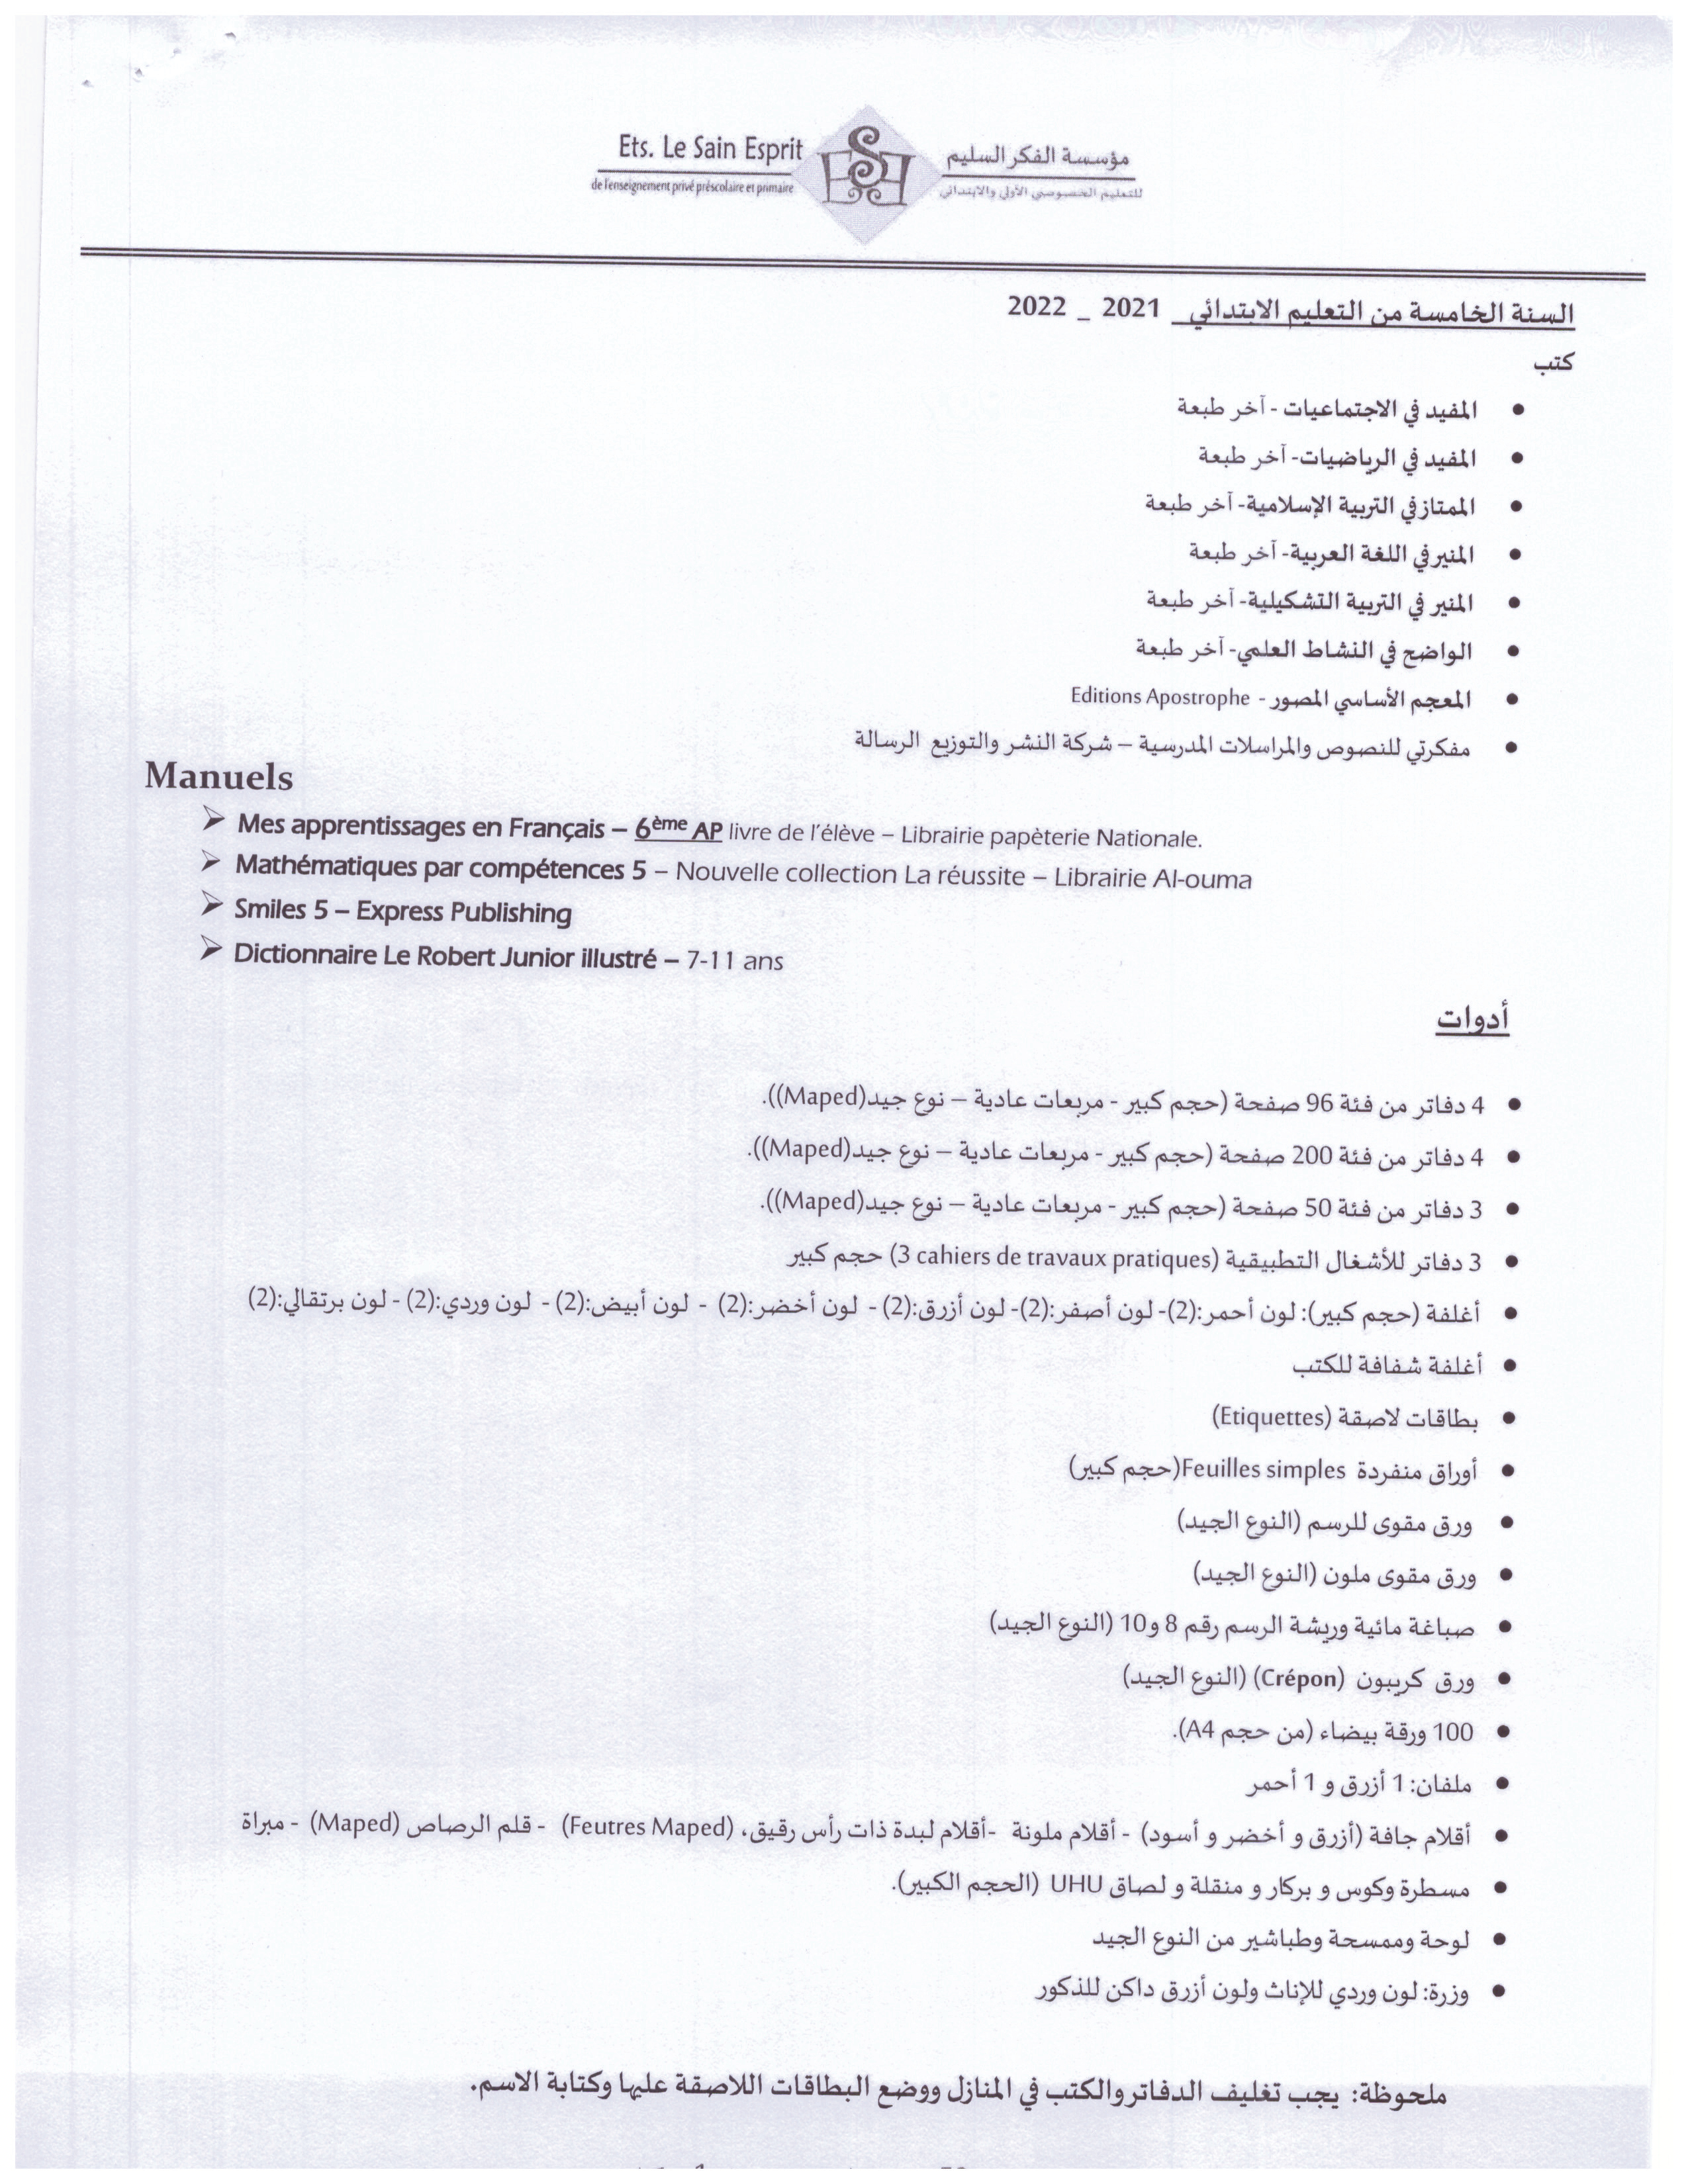 Ets. Le Sain Esprit
de l'enseignement privé préscolaire et primaire
مؤسسة الفكر السليم
للتعليم الخصوصي الأولي والابتدائي
السنة الخامسة من التعليم الابتدائي _ 2021 _ 2022
كتب
• المفيد في الاجتماعيات - آخر طبعة
• المفيد في الرياضيات- آخر طبعة
• الممتاز في التربية الإسلامية- آخر طبعة
• المنير في اللغة العربية- آخر طبعة
• المنير في التربية التشكيلية- آخر طبعة
• الواضح في النشاط العلمي- آخر طبعة
• المعجم الأساسي المصور - Editions Apostrophe
• مفكرتي للنصوص والمراسلات المدرسية – شركة النشر والتوزيع الرسالة
Manuels
➢ Mes apprentissages en Français – 6ème AP livre de l'élève – Librairie papèterie Nationale.
➢ Mathématiques par compétences 5 – Nouvelle collection La réussite – Librairie Al-ouma
➢ Smiles 5 – Express Publishing
➢ Dictionnaire Le Robert Junior illustré – 7-11 ans
أدوات
• 4 دفاتر من فئة 96 صفحة (حجم كبير - مربعات عادية – نوع جيد(Maped)).
• 4 دفاتر من فئة 200 صفحة (حجم كبير - مربعات عادية – نوع جيد(Maped)).
• 3 دفاتر من فئة 50 صفحة (حجم كبير - مربعات عادية – نوع جيد(Maped)).
• 3 دفاتر للأشغال التطبيقية (3 cahiers de travaux pratiques) حجم كبير
• أغلفة (حجم كبير): لون أحمر:(2)- لون أصفر:(2)- لون أزرق:(2) - لون أخضر:(2) - لون أبيض:(2) - لون وردي:(2) - لون برتقالي:(2)
• أغلفة شفافة للكتب
• بطاقات لاصقة (Etiquettes)
• أوراق منفردة Feuilles simples(حجم كبير)
• ورق مقوى للرسم (النوع الجيد)
• ورق مقوى ملون (النوع الجيد)
• صباغة مائية وريشة الرسم رقم 8 و10 (النوع الجيد)
• ورق كريبون (Crépon) (النوع الجيد)
• 100 ورقة بيضاء (من حجم A4).
• ملفان: 1 أزرق و 1 أحمر
• أقلام جافة (أزرق و أخضر و أسود) - أقلام ملونة -أقلام لبدة ذات رأس رقيق، (Feutres Maped) - قلم الرصاص (Maped) - مبراة
• مسطرة وكوس و بركار و منقلة و لصاق UHU (الحجم الكبير).
• لوحة وممسحة وطباشير من النوع الجيد
• وزرة: لون وردي للإناث ولون أزرق داكن للذكور
ملحوظة: يجب تغليف الدفاتر والكتب في المنازل ووضع البطاقات اللاصقة عليها وكتابة الاسم.